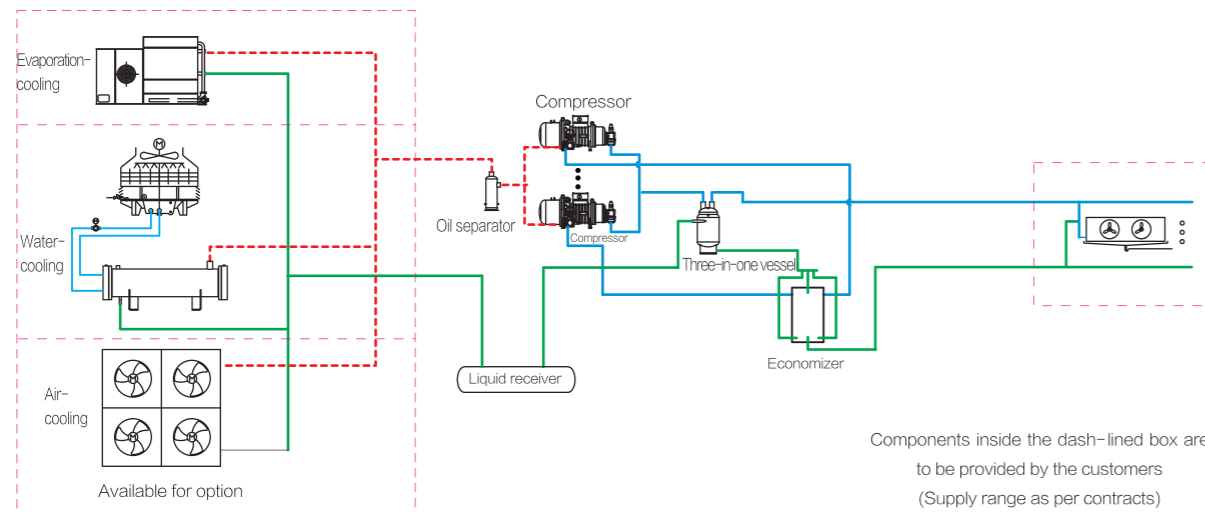 Evaporation-
cooling
Compressor
M
Oil separator
Compressor
M
Water-
cooling
Three-in-one vessel
Economizer
Liquid receiver
Air-
cooling
M
M
M
M
Available for option
Components inside the dash-lined box are
to be provided by the customers
(Supply range as per contracts)